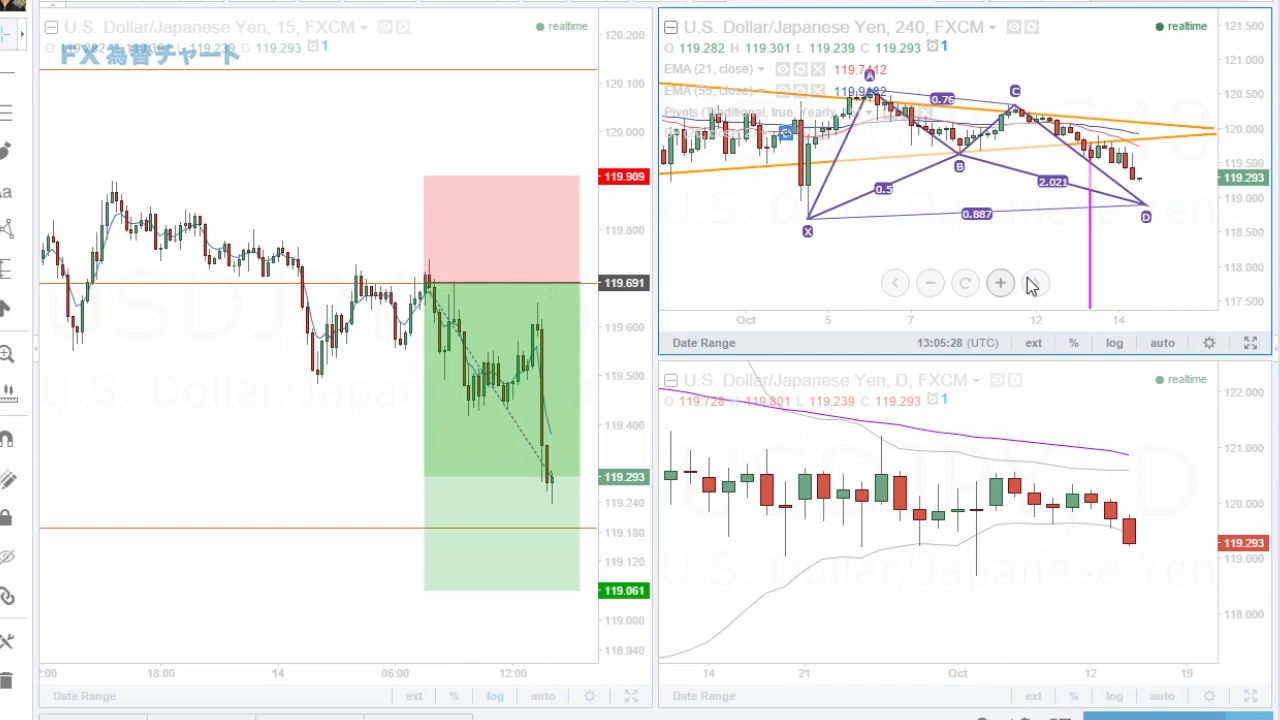 U.S. Dollar/Japanese Yen, 15, FXCM
realtime
C 119.293 1
FX 為替チャート
120.200
120.100
120.000
119.909
119.800
119.691
119.600
119.500
119.400
119.293
119.240
119.180
119.120
119.061
119.000
118.940
18:00 14 06:00 12:00
Date Range ext % log auto
U.S. Dollar/Japanese Yen, 240, FXCM
realtime
O 119.282 H 119.301 L 119.239 C 119.293 1
EMA (21, close) 119.7412
EMA (55, close)
Pivots (Traditional, true, Yearly,
A
C
0.76
B
0.5
2.021
0.887
X
D
121.500
121.000
120.500
120.000
119.500
119.293
119.000
118.500
118.000
117.500
Oct 5 7 12 14
Date Range 13:05:28 (UTC) ext % log auto
U.S. Dollar/Japanese Yen, D, FXCM
realtime
O 119.728 H 119.801 L 119.239 C 119.293 1
122.000
121.000
120.000
119.293
119.000
118.000
14 21 Oct 12 19
Date Range ext % log auto